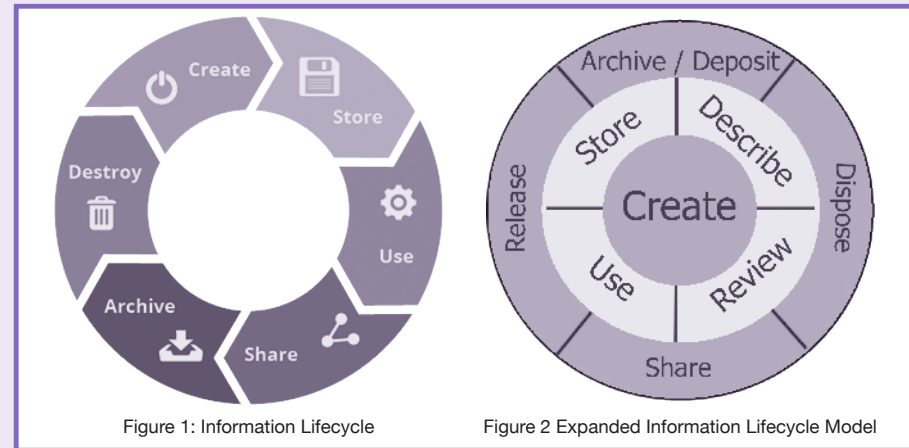 Create
Store
Use
Share
Archive
Destroy
Figure 1: Information Lifecycle
Archive / Deposit
Dispose
Share
Release
Store
Describe
Review
Use
Create
Figure 2 Expanded Information Lifecycle Model